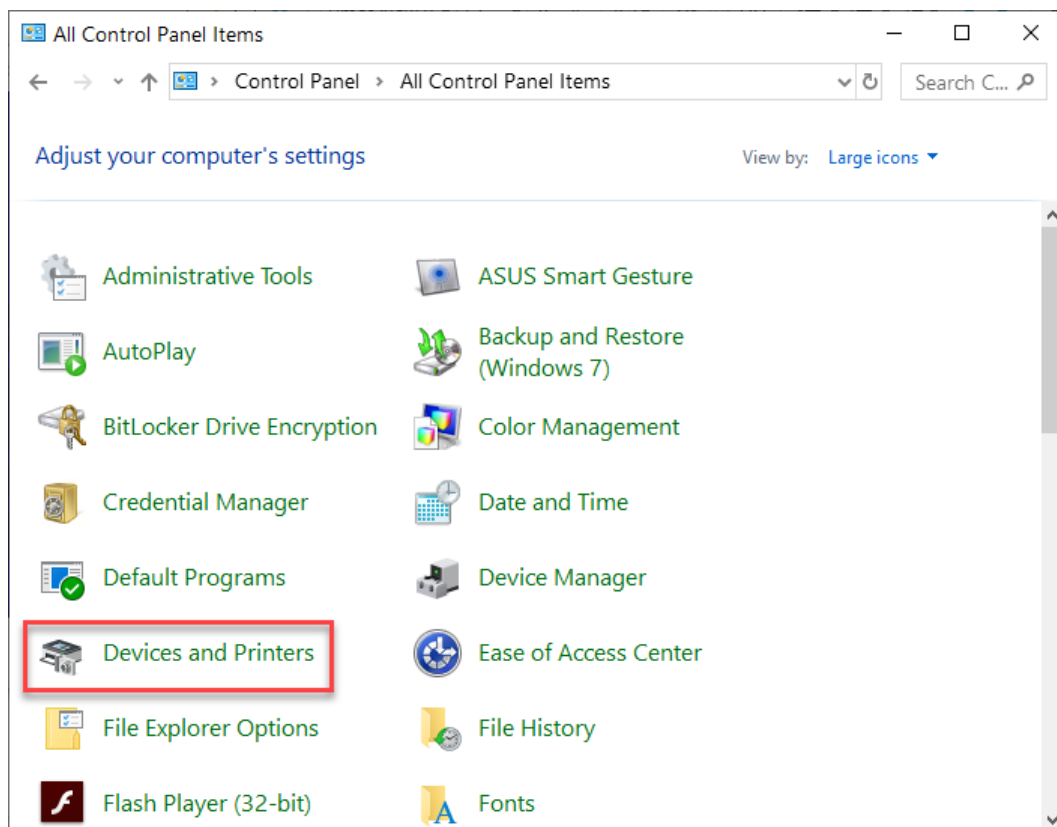 All Control Panel Items
Control Panel > All Control Panel Items
Search C...
Adjust your computer's settings
View by: Large icons
Administrative Tools
ASUS Smart Gesture
AutoPlay
Backup and Restore
(Windows 7)
BitLocker Drive Encryption
Color Management
Credential Manager
Date and Time
Default Programs
Device Manager
Devices and Printers
Ease of Access Center
File Explorer Options
File History
Flash Player (32-bit)
Fonts